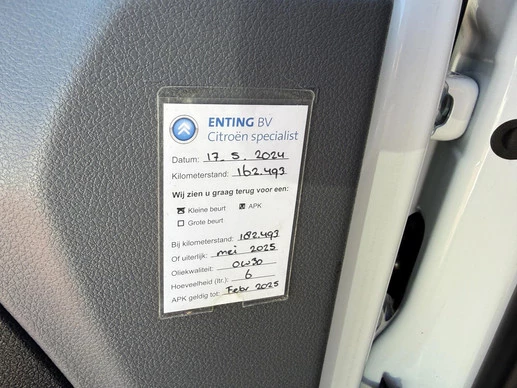 ENTING BV
Citroën specialist
Datum: 17.5.2024
Kilometerstand: 162.493
Wij zien u graag terug voor een:
Kleine beurt APK
Grote beurt
Bij kilometerstand: 182.493
Of uiterlijk: mei 2025
Oliekwaliteit: 0W30
Hoeveelheid (ltr.) 6
APK geldig tot: Febr 2025